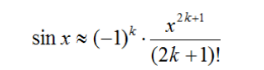 sin x ≈ (−1)^k · x^{2k+1} / (2k + 1)!